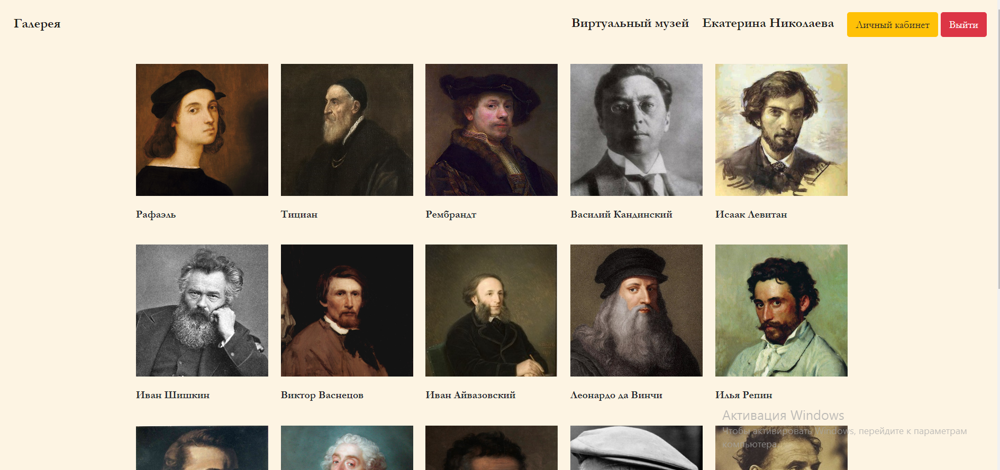 Галерея
Виртуальный музей
Екатерина Николаева
Личный кабинет
Выйти
Рафаэль
Тициан
Рембрандт
Василий Кандинский
Исаак Левитан
Иван Шишкин
Виктор Васнецов
Иван Айвазовский
Леонардо да Винчи
Илья Репин
Активация Windows
Чтобы активировать Windows, перейдите к параметрам
компьютера.